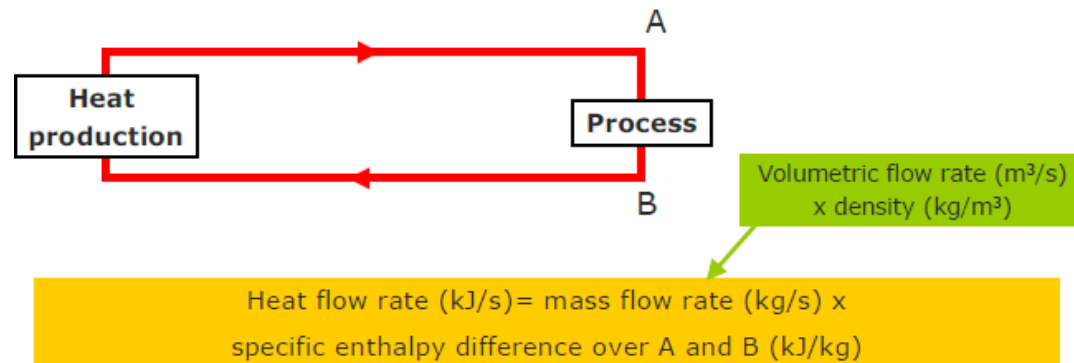 A
Heat
production
Process
B
Volumetric flow rate (m³/s)
x density (kg/m³)
Heat flow rate (kJ/s)= mass flow rate (kg/s) x
specific enthalpy difference over A and B (kJ/kg)